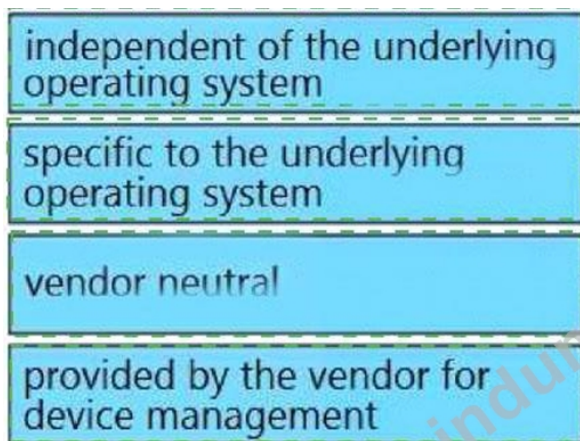 independent of the underlying
operating system
specific to the underlying
operating system
vendor neutral
provided by the vendor for
device management